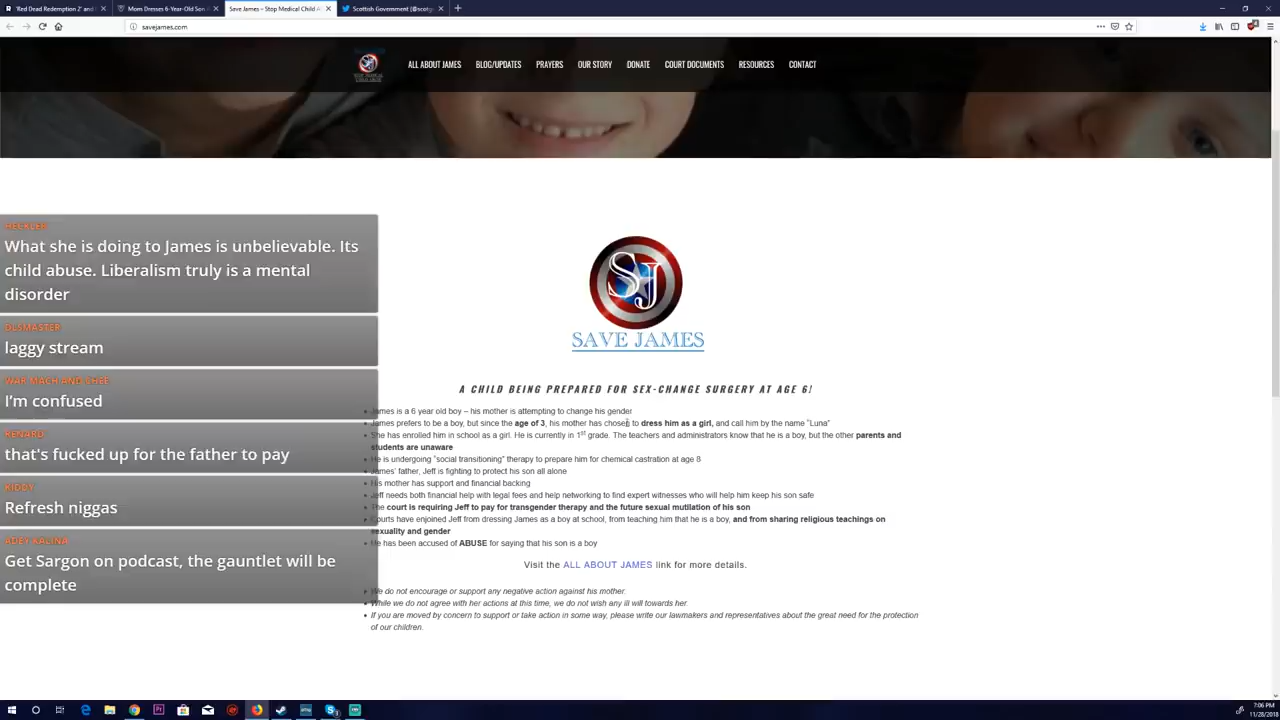 'Red Dead Redemption 2' and
Mom Dresses 6-Year-Old Son
Save James – Stop Medical Child A
Scottish Government (@scotg
savejames.com
SJ
ALL ABOUT JAMES
BLOG/UPDATES
PRAYERS
OUR STORY
DONATE
COURT DOCUMENTS
RESOURCES
CONTACT
HECKLER
What she is doing to James is unbelievable. Its
child abuse. Liberalism truly is a mental
disorder
laggy stream
WAR MACH AND CHEE
I'm confused
RENARD
that's fucked up for the father to pay
KIDDY
Refresh niggas
ADEY KALINA
Get Sargon on podcast, the gauntlet will be
complete
SJ
SAVE JAMES
A CHILD BEING PREPARED FOR SEX-CHANGE SURGERY AT AGE 6!
James is a 6 year old boy – his mother is attempting to change his gender
James prefers to be a boy, but since the age of 3, his mother has chosen to dress him as a girl, and call him by the name "Luna"
She has enrolled him in school as a girl. He is currently in 1st grade. The teachers and administrators know that he is a boy, but the other parents and
students are unaware
He is undergoing "social transitioning" therapy to prepare him for chemical castration at age 8
James' father, Jeff is fighting to protect his son all alone
His mother has support and financial backing
Jeff needs both financial help with legal fees and help networking to find expert witnesses who will help him keep his son safe
The court is requiring Jeff to pay for transgender therapy and the future sexual mutilation of his son
Courts have enjoined Jeff from dressing James as a boy at school, from teaching him that he is a boy, and from sharing religious teachings on
sexuality and gender
He has been accused of ABUSE for saying that his son is a boy
Visit the ALL ABOUT JAMES link for more details.
We do not encourage or support any negative action against his mother.
While we do not agree with her actions at this time, we do not wish any ill will towards her.
If you are moved by concern to support or take action in some way, please write our lawmakers and representatives about the great need for the protection
of our children.
7:06 PM
11/28/2018